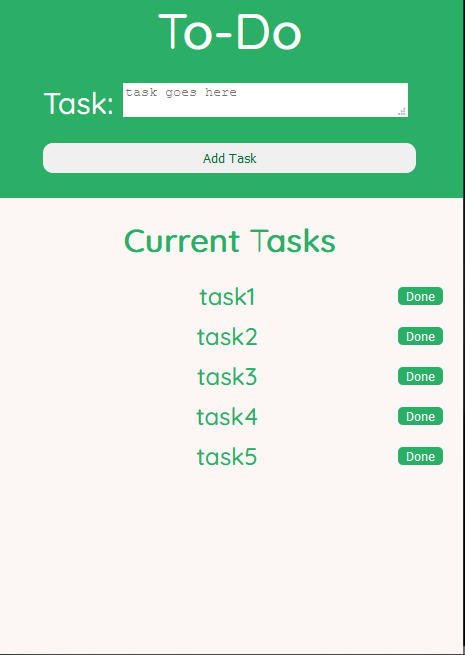 To-Do
Task: task goes here
Add Task
Current Tasks
task1 Done
task2 Done
task3 Done
task4 Done
task5 Done